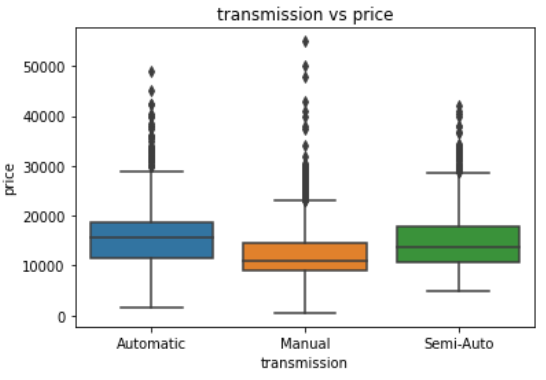 transmission vs price
50000
40000
30000
20000
10000
0
price
Automatic Manual Semi-Auto
transmission